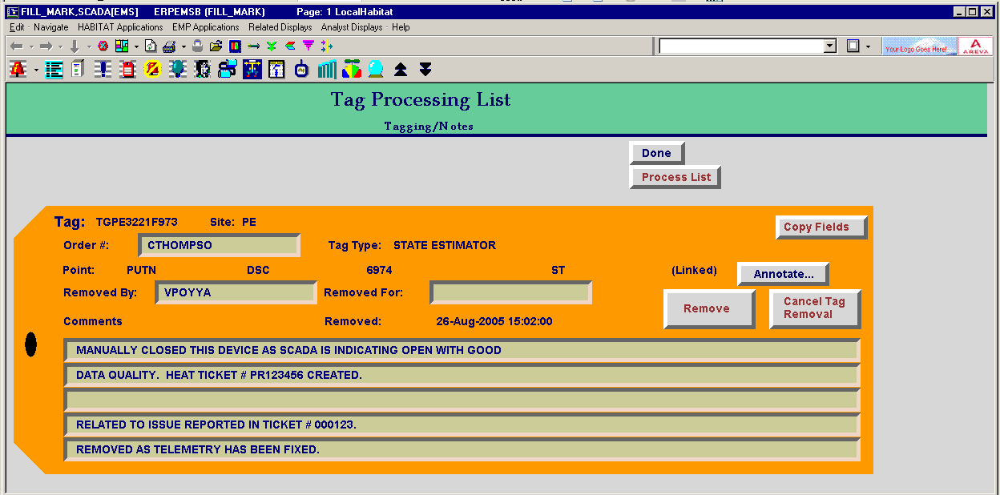 FILL_MARK,SCADA[EMS] ERPEMSB (FILL_MARK) Page: 1 LocalHabitat
Edit Navigate HABITAT Applications EMP Applications Related Displays Analyst Displays Help
Your Logo Goes Here!
A
AREVA
Tag Processing List
Tagging/Notes
Done
Process List
Tag: TGPE3221F973 Site: PE
Copy Fields
Order #: CTHOMPSO Tag Type: STATE ESTIMATOR
Point: PUTN DSC 6974 ST (Linked) Annotate...
Removed By: VPOYYA Removed For:
Remove
Cancel Tag
Removal
Comments Removed: 26-Aug-2005 15:02:00
MANUALLY CLOSED THIS DEVICE AS SCADA IS INDICATING OPEN WITH GOOD
DATA QUALITY. HEAT TICKET # PR123456 CREATED.
RELATED TO ISSUE REPORTED IN TICKET # 000123.
REMOVED AS TELEMETRY HAS BEEN FIXED.